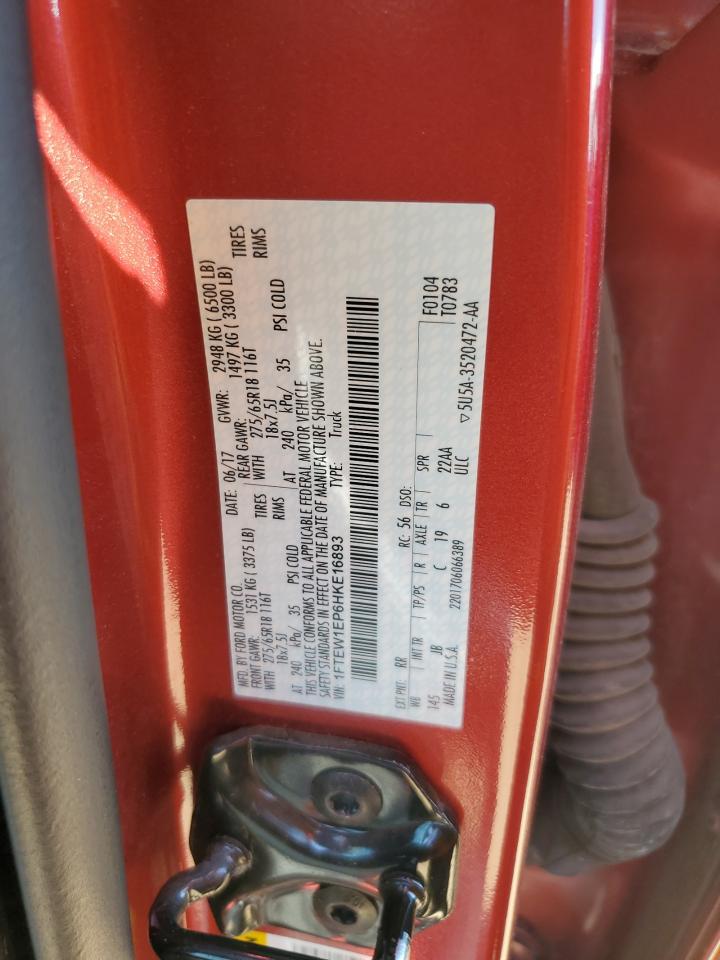 MFD. BY FORD MOTOR CO. DATE: 06/17 GVWR: 2948 KG ( 6500 LB)
FRONT GAWR: 1531 KG ( 3375 LB) REAR GAWR: 1497 KG ( 3300 LB)
WITH 275/65R18 116T TIRES WITH 275/65R18 116T TIRES
18x7.5J RIMS 18x7.5J RIMS
AT 240 kPa/ 35 PSI COLD AT 240 kPa/ 35 PSI COLD
THIS VEHICLE CONFORMS TO ALL APPLICABLE FEDERAL MOTOR VEHICLE
SAFETY STANDARDS IN EFFECT ON THE DATE OF MANUFACTURE SHOWN ABOVE.
VIN: 1FTEW1EP6HKE16893 TYPE: Truck
EXT PNT: RR RC: 56 DSO: F0104
WB INT TR TP/PS R AXLE TR SPR T07B3
145 JB C 19 6 22AA
MADE IN U.S.A. 2201706066389 ULC ▽5U5A-3520472-AA